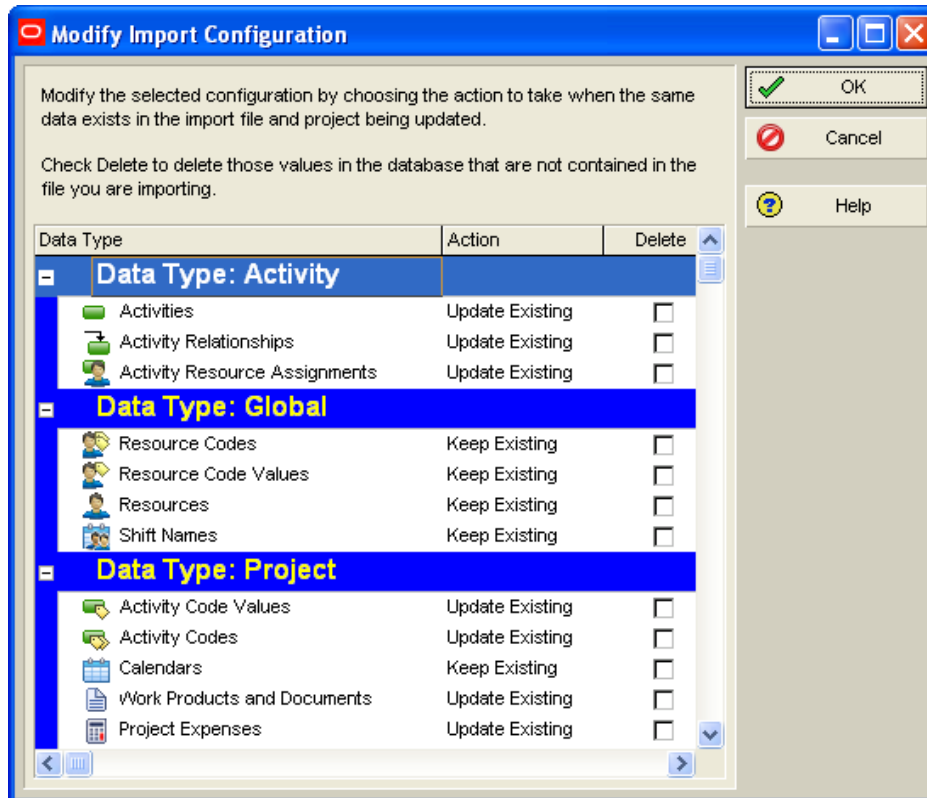 Modify Import Configuration
Modify the selected configuration by choosing the action to take when the same
data exists in the import file and project being updated.
Check Delete to delete those values in the database that are not contained in the
file you are importing.
OK
Cancel
Help
Data Type Action Delete
Data Type: Activity
Activities Update Existing
Activity Relationships Update Existing
Activity Resource Assignments Update Existing
Data Type: Global
Resource Codes Keep Existing
Resource Code Values Keep Existing
Resources Keep Existing
Shift Names Keep Existing
Data Type: Project
Activity Code Values Update Existing
Activity Codes Update Existing
Calendars Keep Existing
Work Products and Documents Update Existing
Project Expenses Update Existing